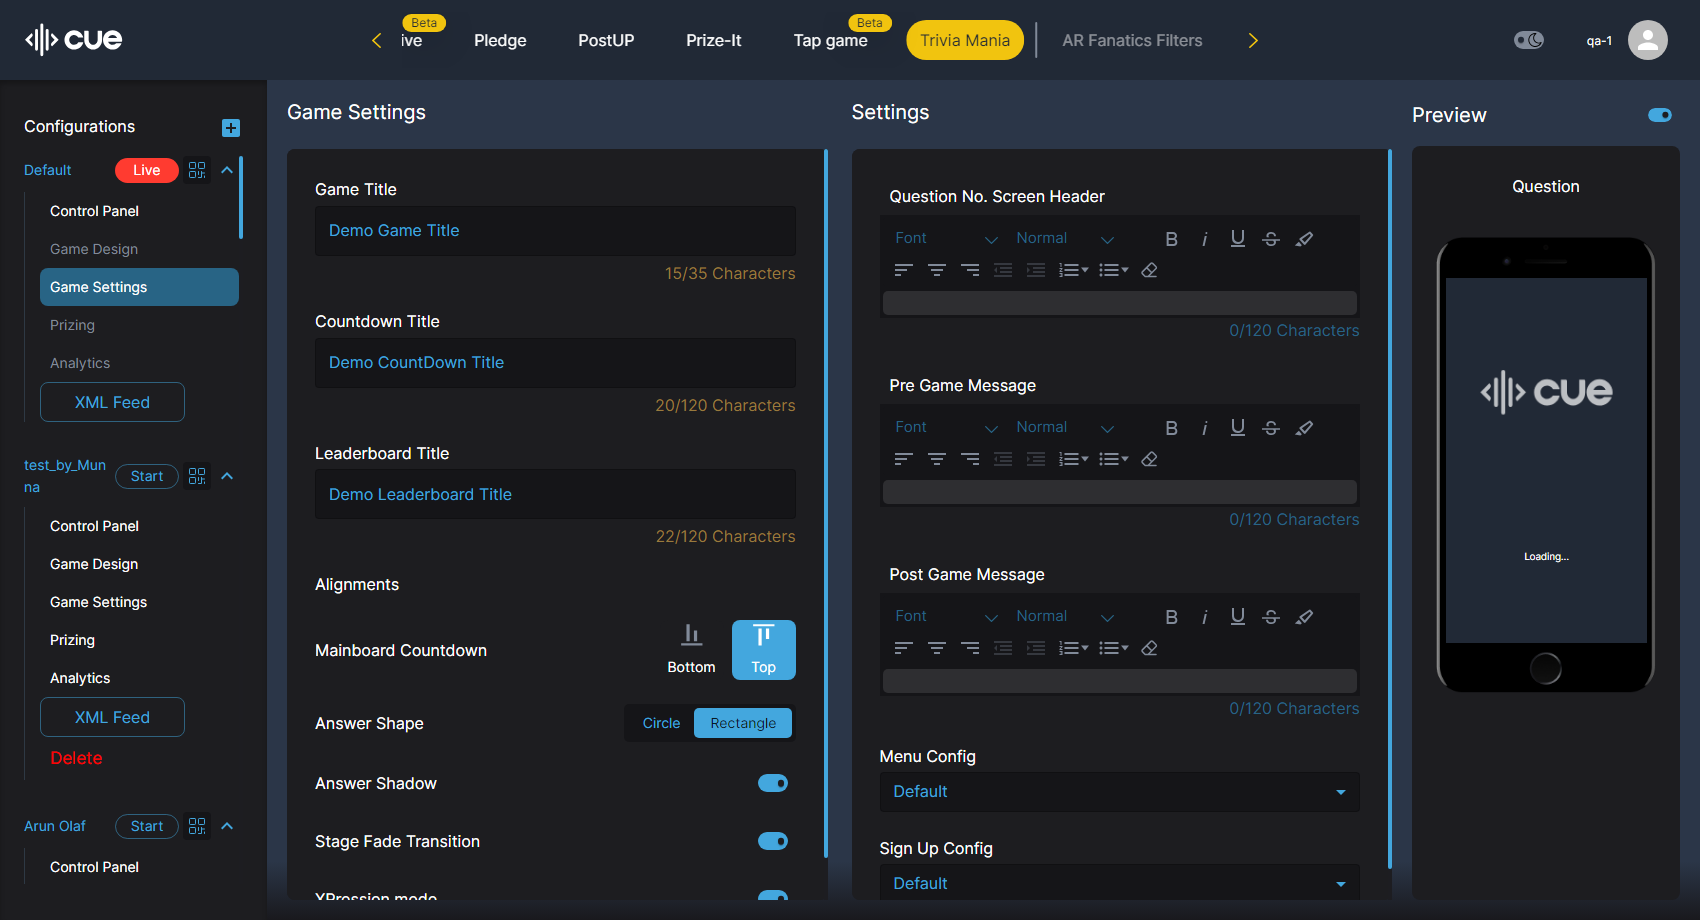 cue
Beta
ive
Pledge
PostUP
Prize-It
Tap game
Beta
Trivia Mania
AR Fanatics Filters
qa-1
Configurations
Default
Live
Control Panel
Game Design
Game Settings
Prizing
Analytics
XML Feed
test_by_Mun
na
Start
Control Panel
Game Design
Game Settings
Prizing
Analytics
XML Feed
Delete
Arun Olaf
Start
Control Panel
Game Settings
Game Title
Demo Game Title
15/35 Characters
Countdown Title
Demo CountDown Title
20/120 Characters
Leaderboard Title
Demo Leaderboard Title
22/120 Characters
Alignments
Mainboard Countdown
Bottom
Top
Answer Shape
Circle
Rectangle
Answer Shadow
Stage Fade Transition
XPression mode
Settings
Question No. Screen Header
Font
Normal
B
i
U
S
0/120 Characters
Pre Game Message
Font
Normal
B
i
U
S
0/120 Characters
Post Game Message
Font
Normal
B
i
U
S
0/120 Characters
Menu Config
Default
Sign Up Config
Default
Preview
Question
cue
Loading...